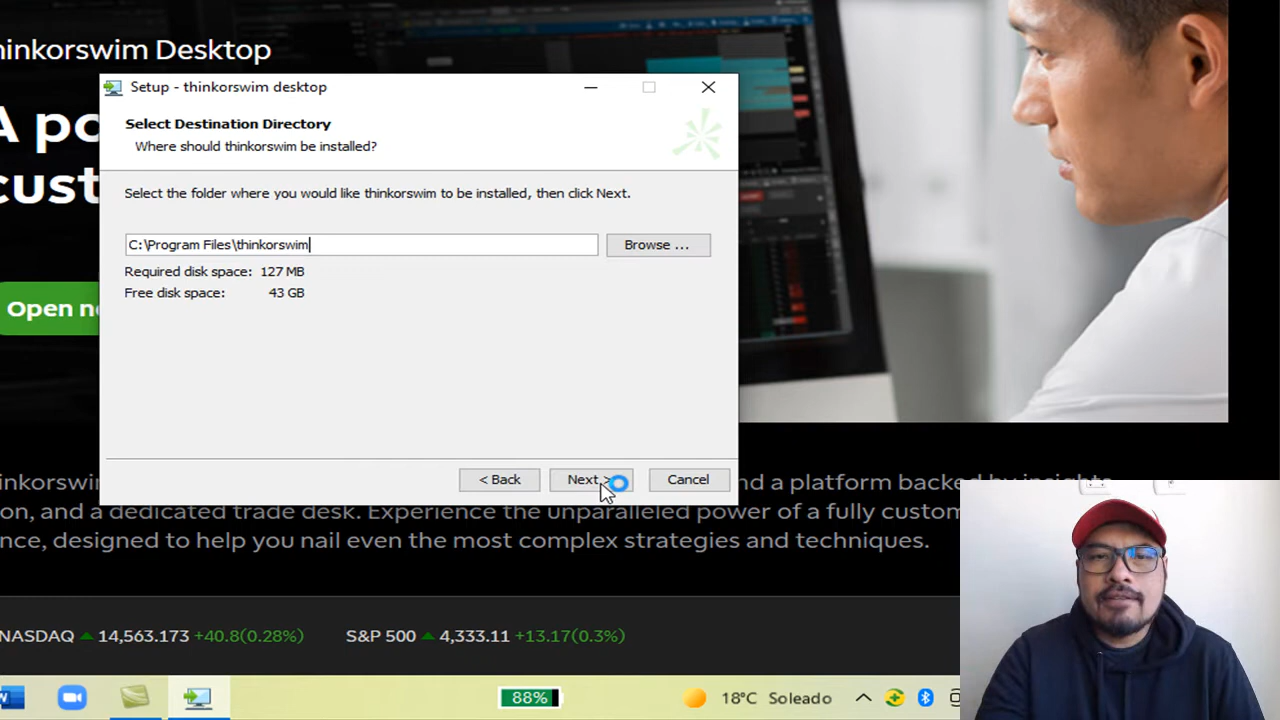 hinkorswim Desktop
Setup - thinkorswim desktop
A po
cust
Select Destination Directory
Where should thinkorswim be installed?
Select the folder where you would like thinkorswim to be installed, then click Next.
C:\Program Files\thinkorswim
Browse ...
Required disk space: 127 MB
Free disk space: 43 GB
Open n
< Back
Next >
Cancel
inkorswi nd a platform backed by insights
on, and a dedicated trade desk. Experience the unparalleled power of a fully custom
nce, designed to help you nail even the most complex strategies and techniques.
NASDAQ 14,563.173 +40.8(0.28%) S&P 500 4,333.11 +13.17(0.3%)
W
88%
18°C Soleado